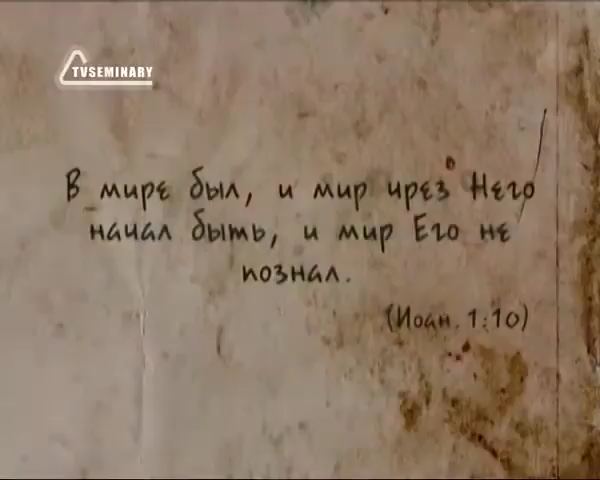 TVSEMINARY
В мире был, и мир чрез Него
начал быть, и мир Его не
познал.
(Иоан. 1:10)